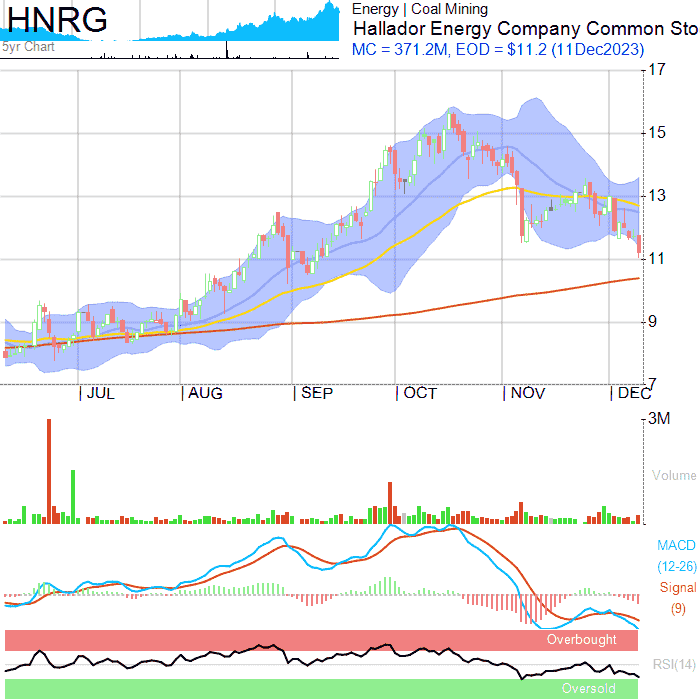 HNRG
5yr Chart
Energy | Coal Mining
Hallador Energy Company Common Sto
MC = 371.2M, EOD = $11.2 (11Dec2023)
17
15
13
11
9
7
JUL
AUG
SEP
OCT
NOV
DEC
3M
Volume
MACD
(12-26)
Signal
(9)
Overbought
RSI(14)
Oversold